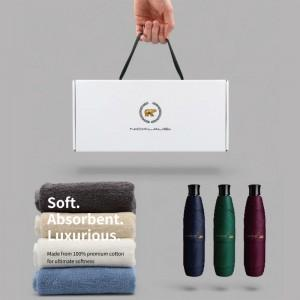 Soft.
Absorbent.
Luxurious.
Made from 100% premium cotton
for ultimate softness